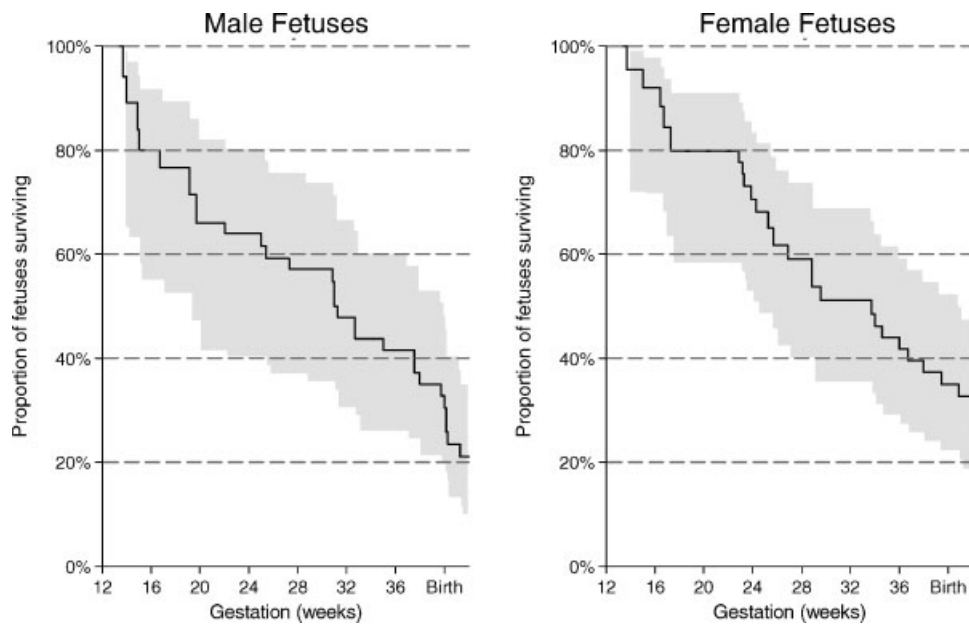 Male Fetuses
100%
80%
60%
40%
20%
0%
Proportion of fetuses surviving
12 16 20 24 28 32 36 Birth
Gestation (weeks)
Female Fetuses
100%
80%
60%
40%
20%
0%
Proportion of fetuses surviving
12 16 20 24 28 32 36 Birth
Gestation (weeks)